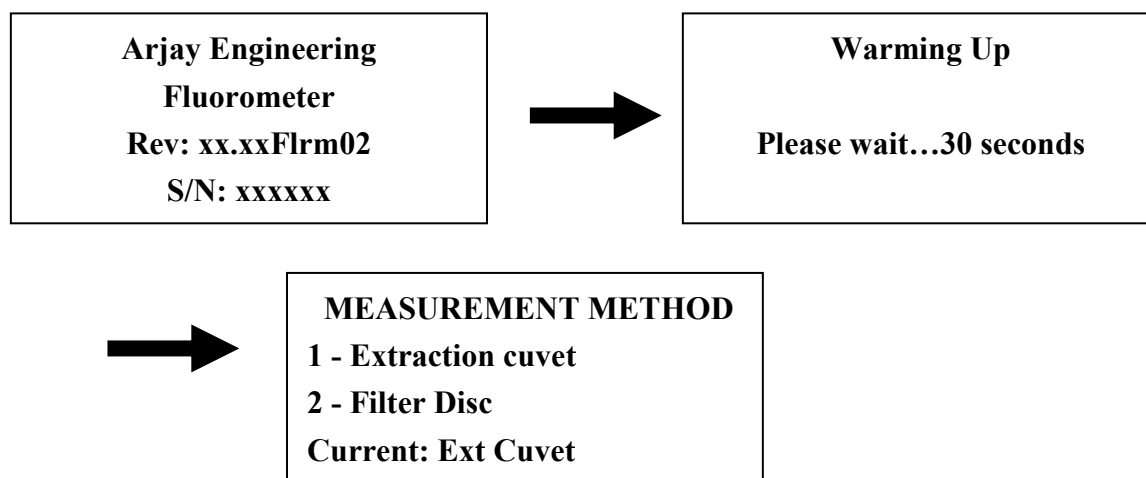 Arjay Engineering
Fluorometer
Rev: xx.xxFlrm02
S/N: xxxxxx
Warming Up
Please wait…30 seconds
MEASUREMENT METHOD
1 - Extraction cuvet
2 - Filter Disc
Current: Ext Cuvet